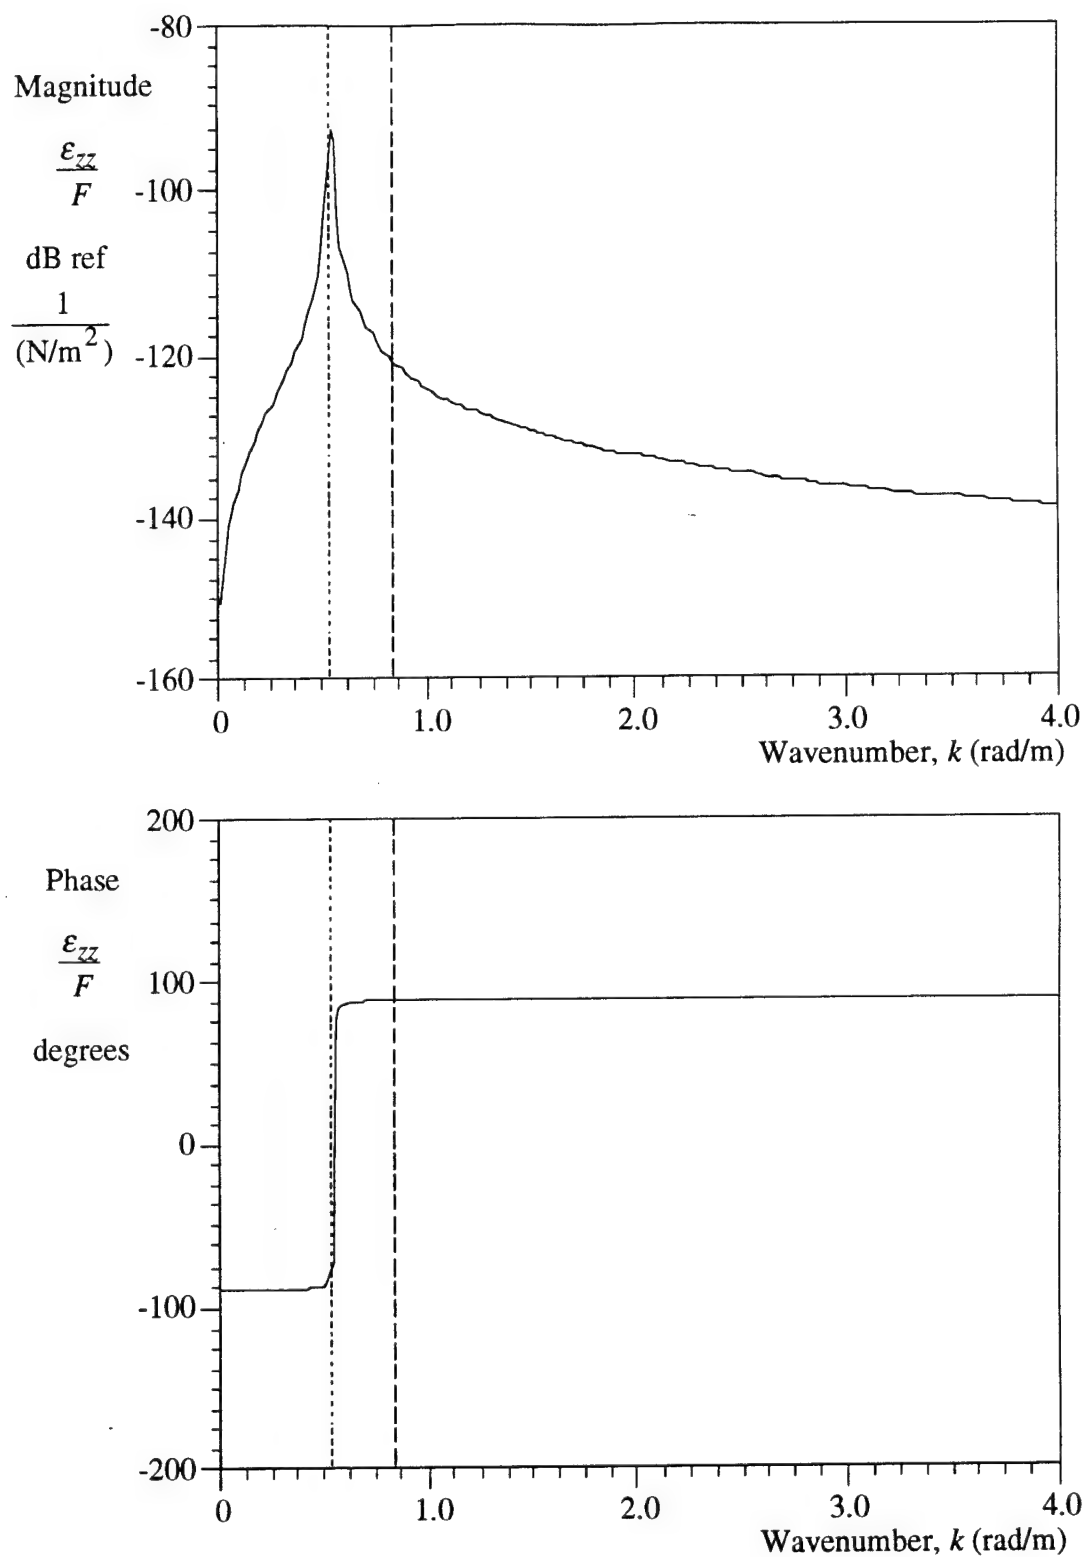 -80
Magnitude
ε_zz
F
-100
dB ref
1
(N/m²)
-120
-140
-160
0 1.0 2.0 3.0 4.0
Wavenumber, k (rad/m)
200
Phase
ε_zz
F
100
degrees
0
-100
-200
0 1.0 2.0 3.0 4.0
Wavenumber, k (rad/m)